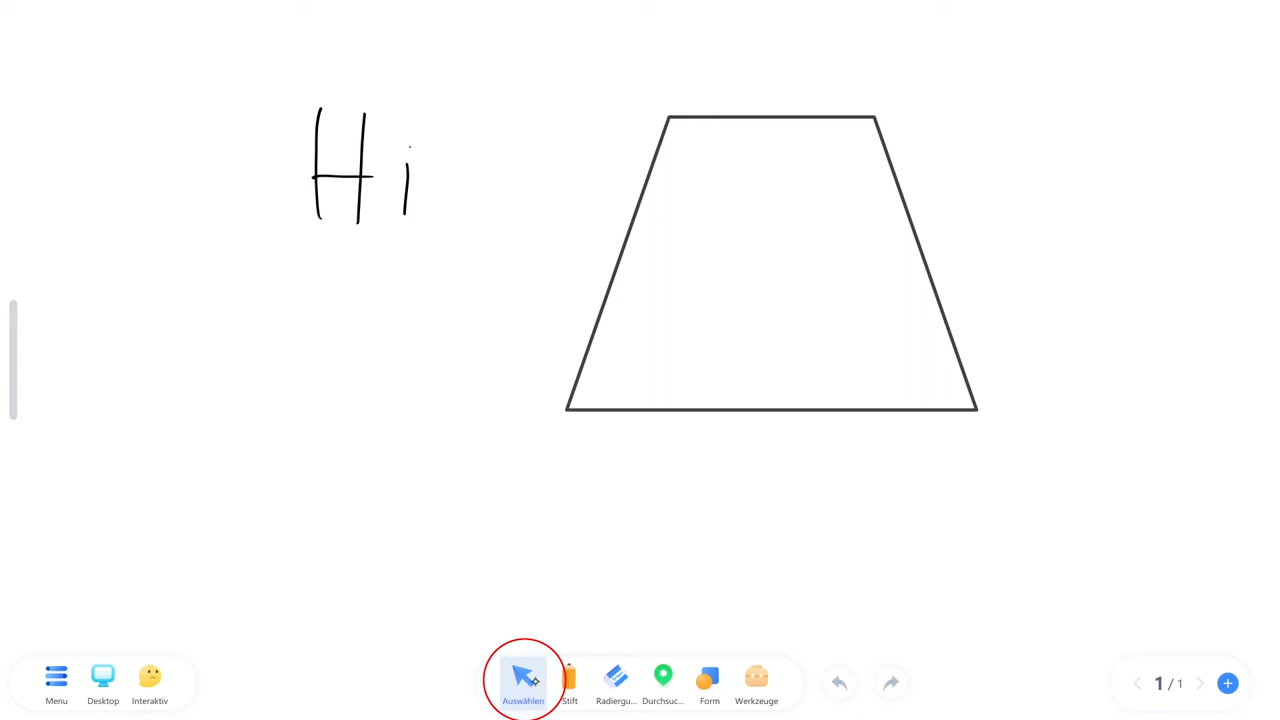 Hi
Menu Desktop Interaktiv Auswählen Stift Radiergu... Durchsuc... Form Werkzeuge 1 / 1